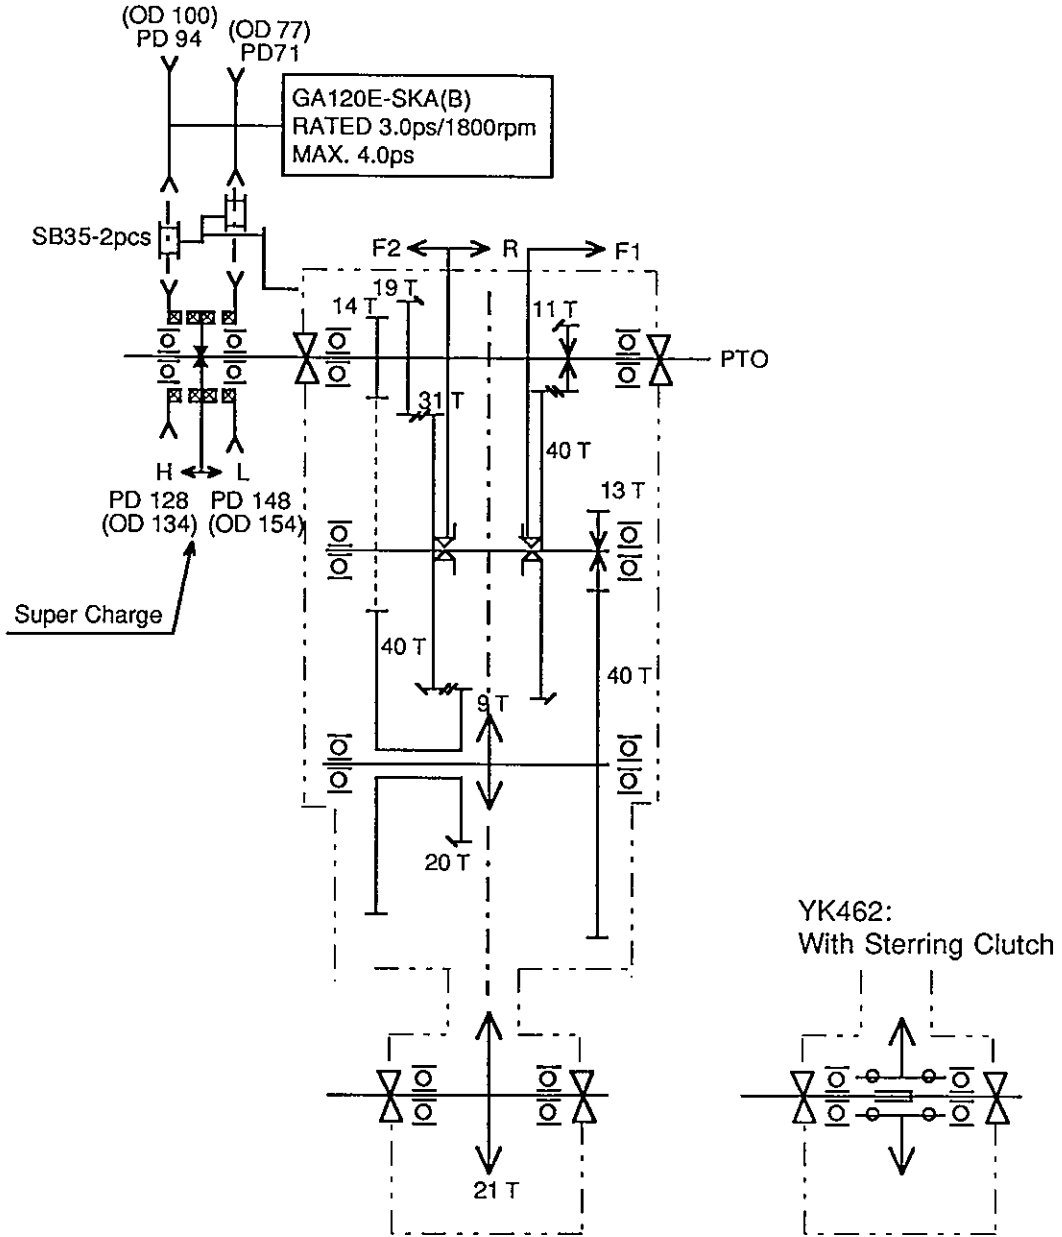 (OD 100)
PD 94
(OD 77)
PD71
GA120E-SKA(B)
RATED 3.0ps/1800rpm
MAX. 4.0ps
SB35-2pcs
F2
R
F1
19 T
14 T
11 T
PTO
31 T
40 T
H
L
13 T
PD 128
(OD 134)
PD 148
(OD 154)
Super Charge
40 T
40 T
9 T
20 T
YK462:
With Sterring Clutch
21 T